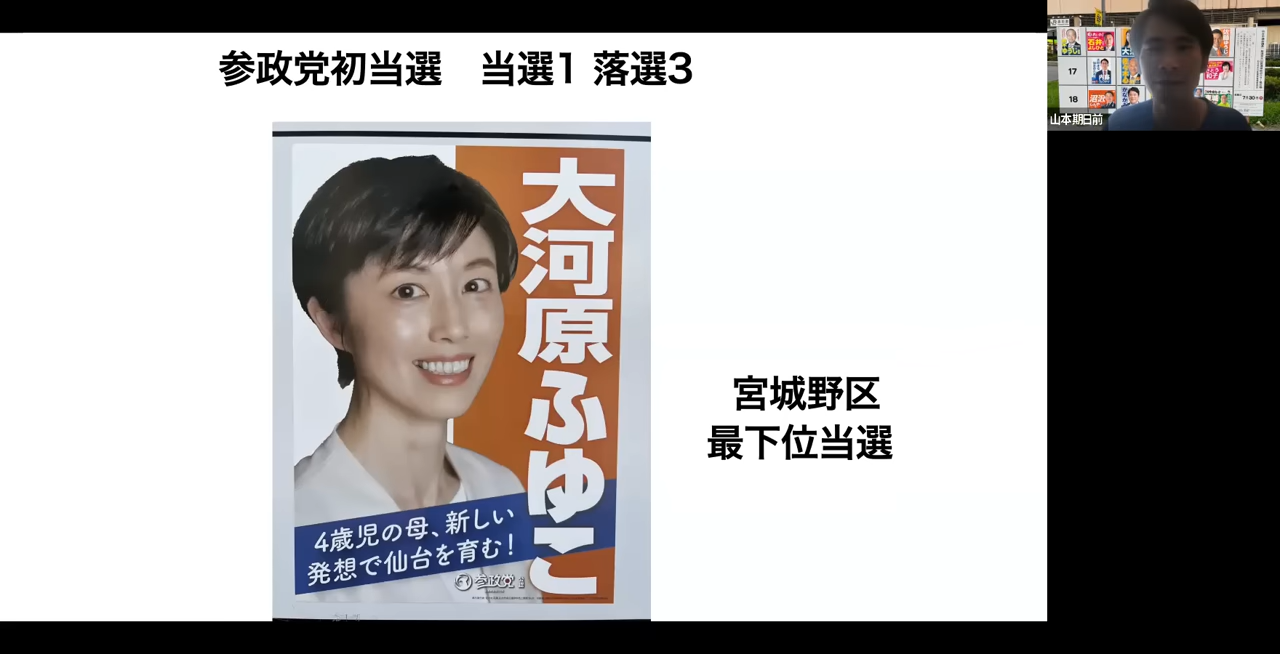 参政党初当選　当選1 落選3
大河原ふゆこ
4歳児の母、新しい
発想で仙台を育む!
参政党
宮城野区
最下位当選
17
18
山本期日前